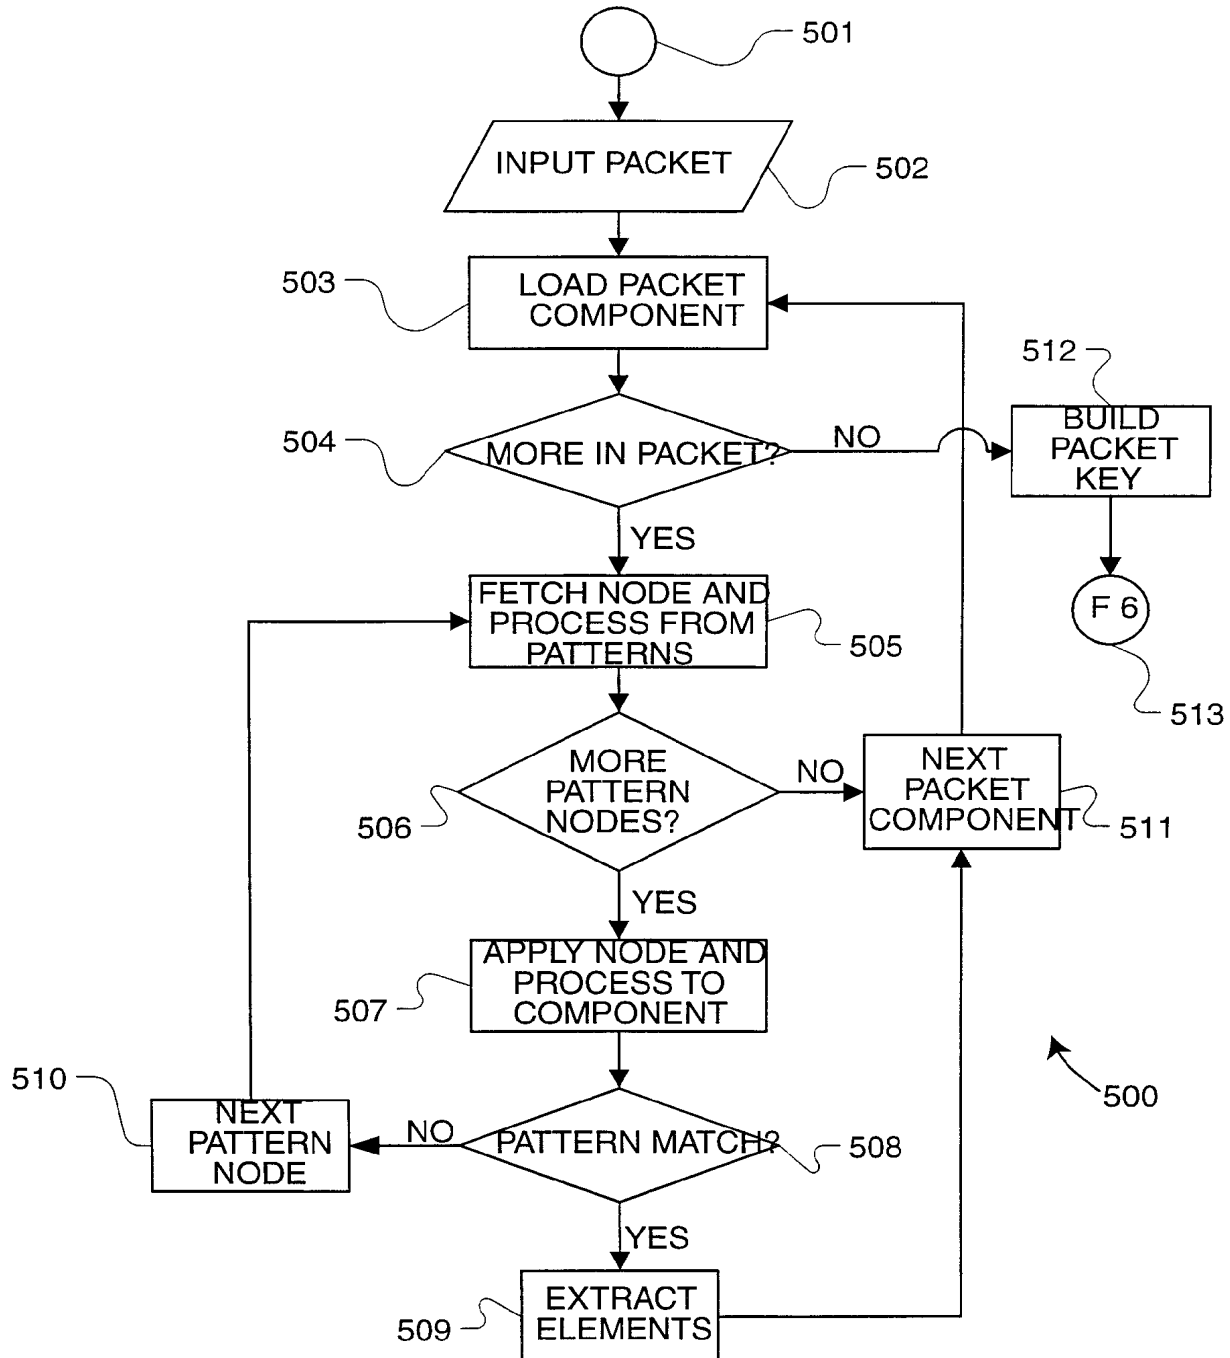 501
INPUT PACKET
502
503
LOAD PACKET
COMPONENT
512
504
MORE IN PACKET?
NO
BUILD
PACKET
KEY
YES
FETCH NODE AND
PROCESS FROM
PATTERNS
505
F 6
513
MORE
PATTERN
NODES?
506
NO
NEXT
PACKET
COMPONENT
511
YES
APPLY NODE AND
PROCESS TO
COMPONENT
507
510
NEXT
PATTERN
NODE
NO
PATTERN MATCH?
508
500
YES
EXTRACT
ELEMENTS
509